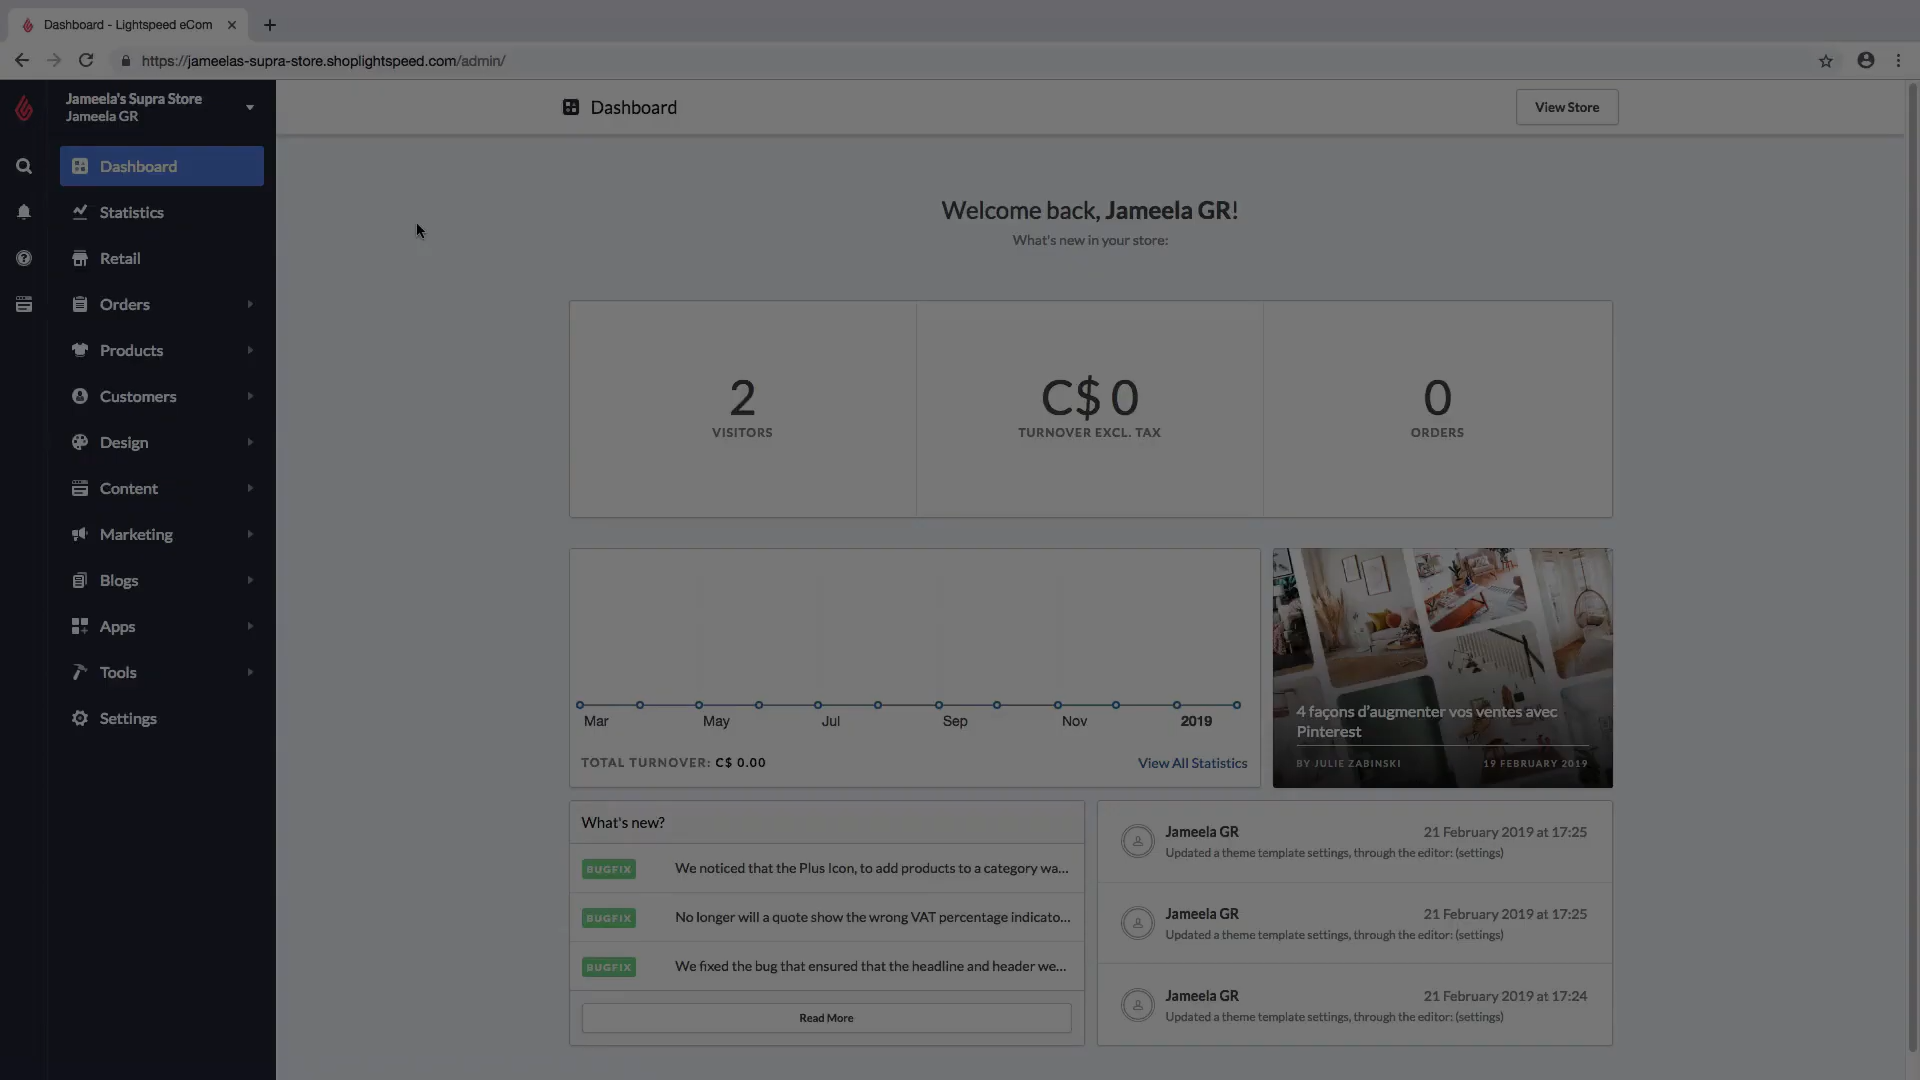 Dashboard - Lightspeed eCom
https://jameelas-supra-store.shoplightspeed.com/admin/
Jameela's Supra Store
Jameela GR
Dashboard
Statistics
Retail
Orders
Products
Customers
Design
Content
Marketing
Blogs
Apps
Tools
Settings
Dashboard
View Store
Welcome back, Jameela GR!
What's new in your store:
2
VISITORS
C$ 0
TURNOVER EXCL. TAX
0
ORDERS
Mar May Jul Sep Nov 2019
TOTAL TURNOVER: C$ 0.00
View All Statistics
4 façons d'augmenter vos ventes avec
Pinterest
BY JULIE ZABINSKI 19 FEBRUARY 2019
What's new?
BUGFIX We noticed that the Plus Icon, to add products to a category wa...
BUGFIX No longer will a quote show the wrong VAT percentage indicato...
BUGFIX We fixed the bug that ensured that the headline and header we...
Read More
Jameela GR 21 February 2019 at 17:25
Updated a theme template settings, through the editor: (settings)
Jameela GR 21 February 2019 at 17:25
Updated a theme template settings, through the editor: (settings)
Jameela GR 21 February 2019 at 17:24
Updated a theme template settings, through the editor: (settings)